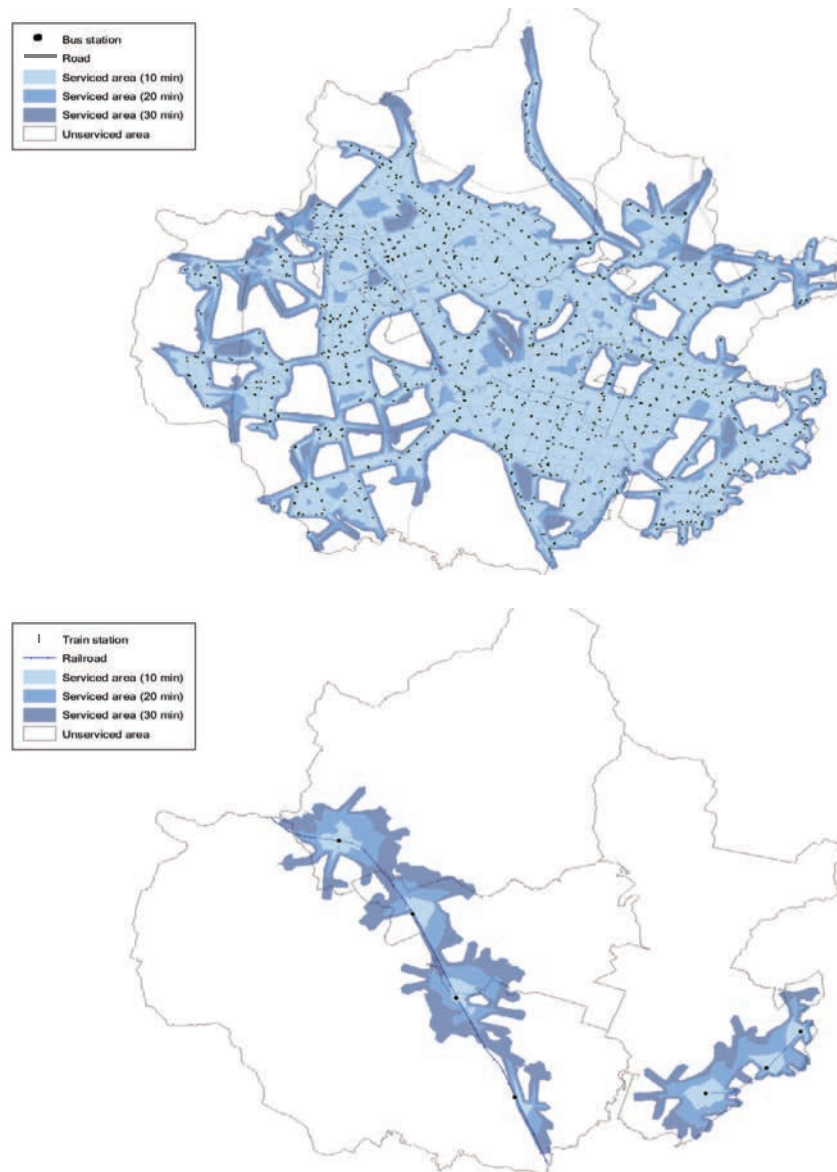 Bus station
Road
Serviced area (10 min)
Serviced area (20 min)
Serviced area (30 min)
Unserviced area
Train station
Railroad
Serviced area (10 min)
Serviced area (20 min)
Serviced area (30 min)
Unserviced area